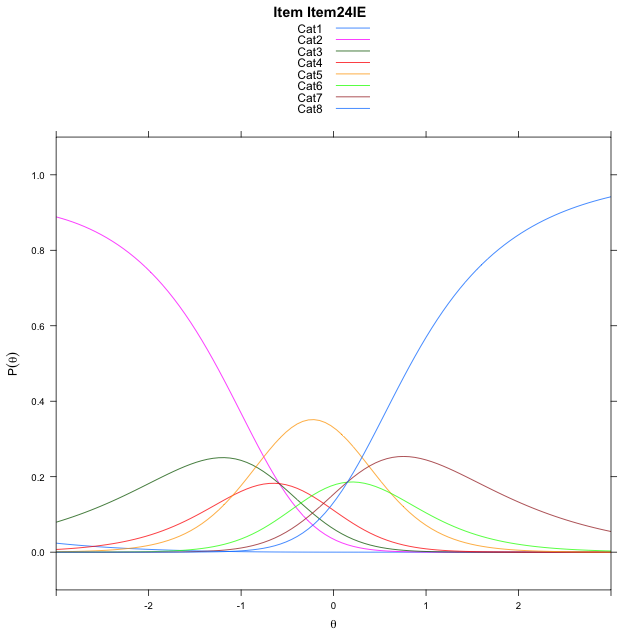 Item Item24IE
Cat1
Cat2
Cat3
Cat4
Cat5
Cat6
Cat7
Cat8
P(θ)
1.0
0.8
0.6
0.4
0.2
0.0
-2 -1 0 1 2
θ